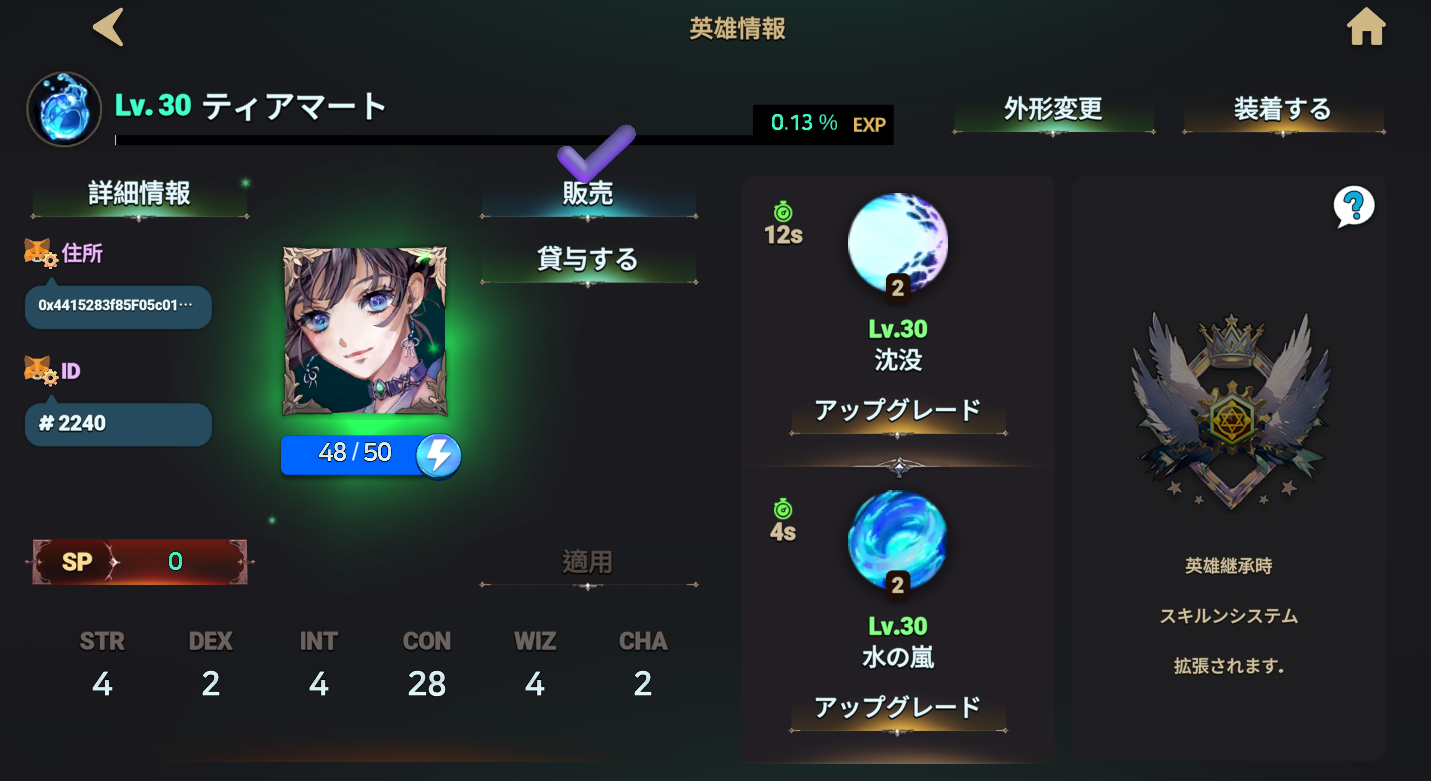 英雄情報
Lv. 30 ティアマート
0.13 % EXP
外形変更
装着する
詳細情報
販売
貸与する
住所
0x4415283f85F05c01···
ID
# 2240
48 / 50
SP 0
適用
STR DEX INT CON WIZ CHA
4 2 4 28 4 2
12s
2
Lv.30
沈没
アップグレード
4s
2
Lv.30
水の嵐
アップグレード
?
英雄継承時
スキルンシステム
拡張されます.